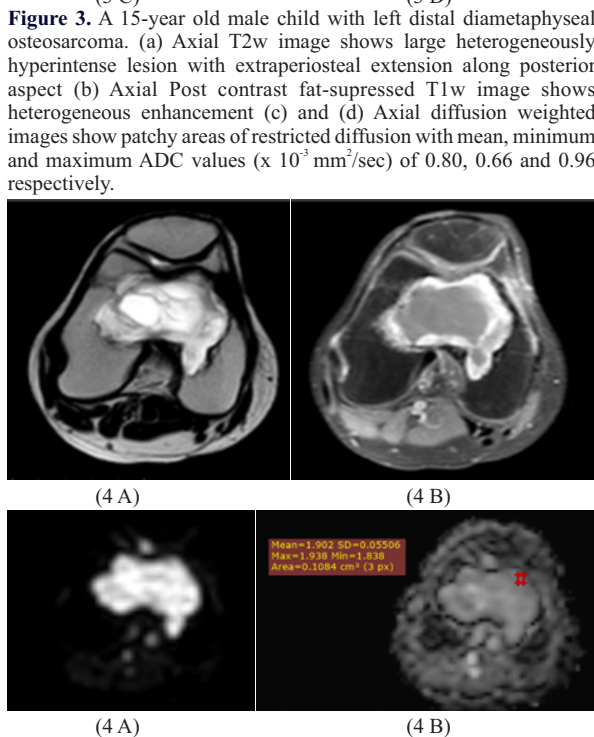 Figure 3. A 15-year old male child with left distal diametaphyseal
osteosarcoma. (a) Axial T2w image shows large heterogeneously
hyperintense lesion with extraperiosteal extension along posterior
aspect (b) Axial Post contrast fat-supressed T1w image shows
heterogeneous enhancement (c) and (d) Axial diffusion weighted
images show patchy areas of restricted diffusion with mean, minimum
and maximum ADC values (x 10⁻³ mm²/sec) of 0.80, 0.66 and 0.96
respectively.
(4 A) (4 B)
Mean=1.902 SD=0.05506
Max=1.938 Min=1.838
Area=0.1084 cm² (3 px)
(4 A) (4 B)